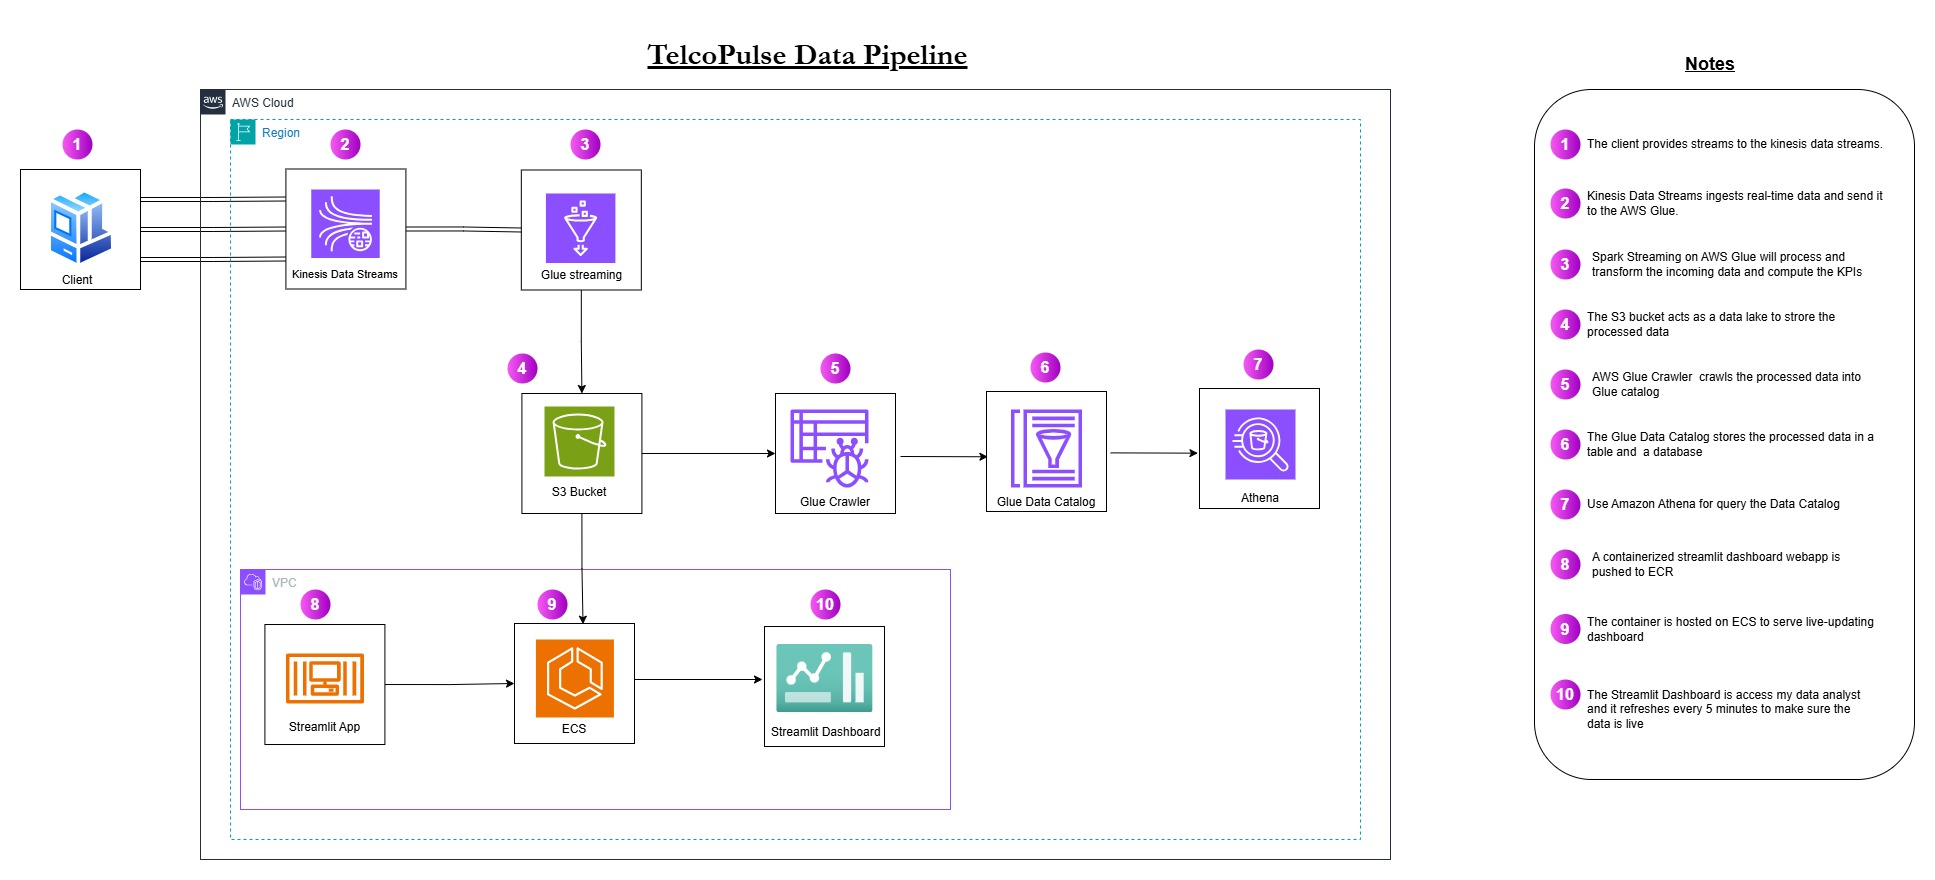 TelcoPulse Data Pipeline
Notes
aws
AWS Cloud
Region
1
2
3
Client
Kinesis Data Streams
Glue streaming
4
5
6
7
S3 Bucket
Glue Crawler
Glue Data Catalog
Athena
VPC
8
9
10
Streamlit App
ECS
Streamlit Dashboard
1
The client provides streams to the kinesis data streams.
2
Kinesis Data Streams ingests real-time data and send it
to the AWS Glue.
3
Spark Streaming on AWS Glue will process and
transform the incoming data and compute the KPIs
4
The S3 bucket acts as a data lake to strore the
processed data
5
AWS Glue Crawler crawls the processed data into
Glue catalog
6
The Glue Data Catalog stores the processed data in a
table and a database
7
Use Amazon Athena for query the Data Catalog
8
A containerized streamlit dashboard webapp is
pushed to ECR
9
The container is hosted on ECS to serve live-updating
dashboard
10
The Streamlit Dashboard is access my data analyst
and it refreshes every 5 minutes to make sure the
data is live